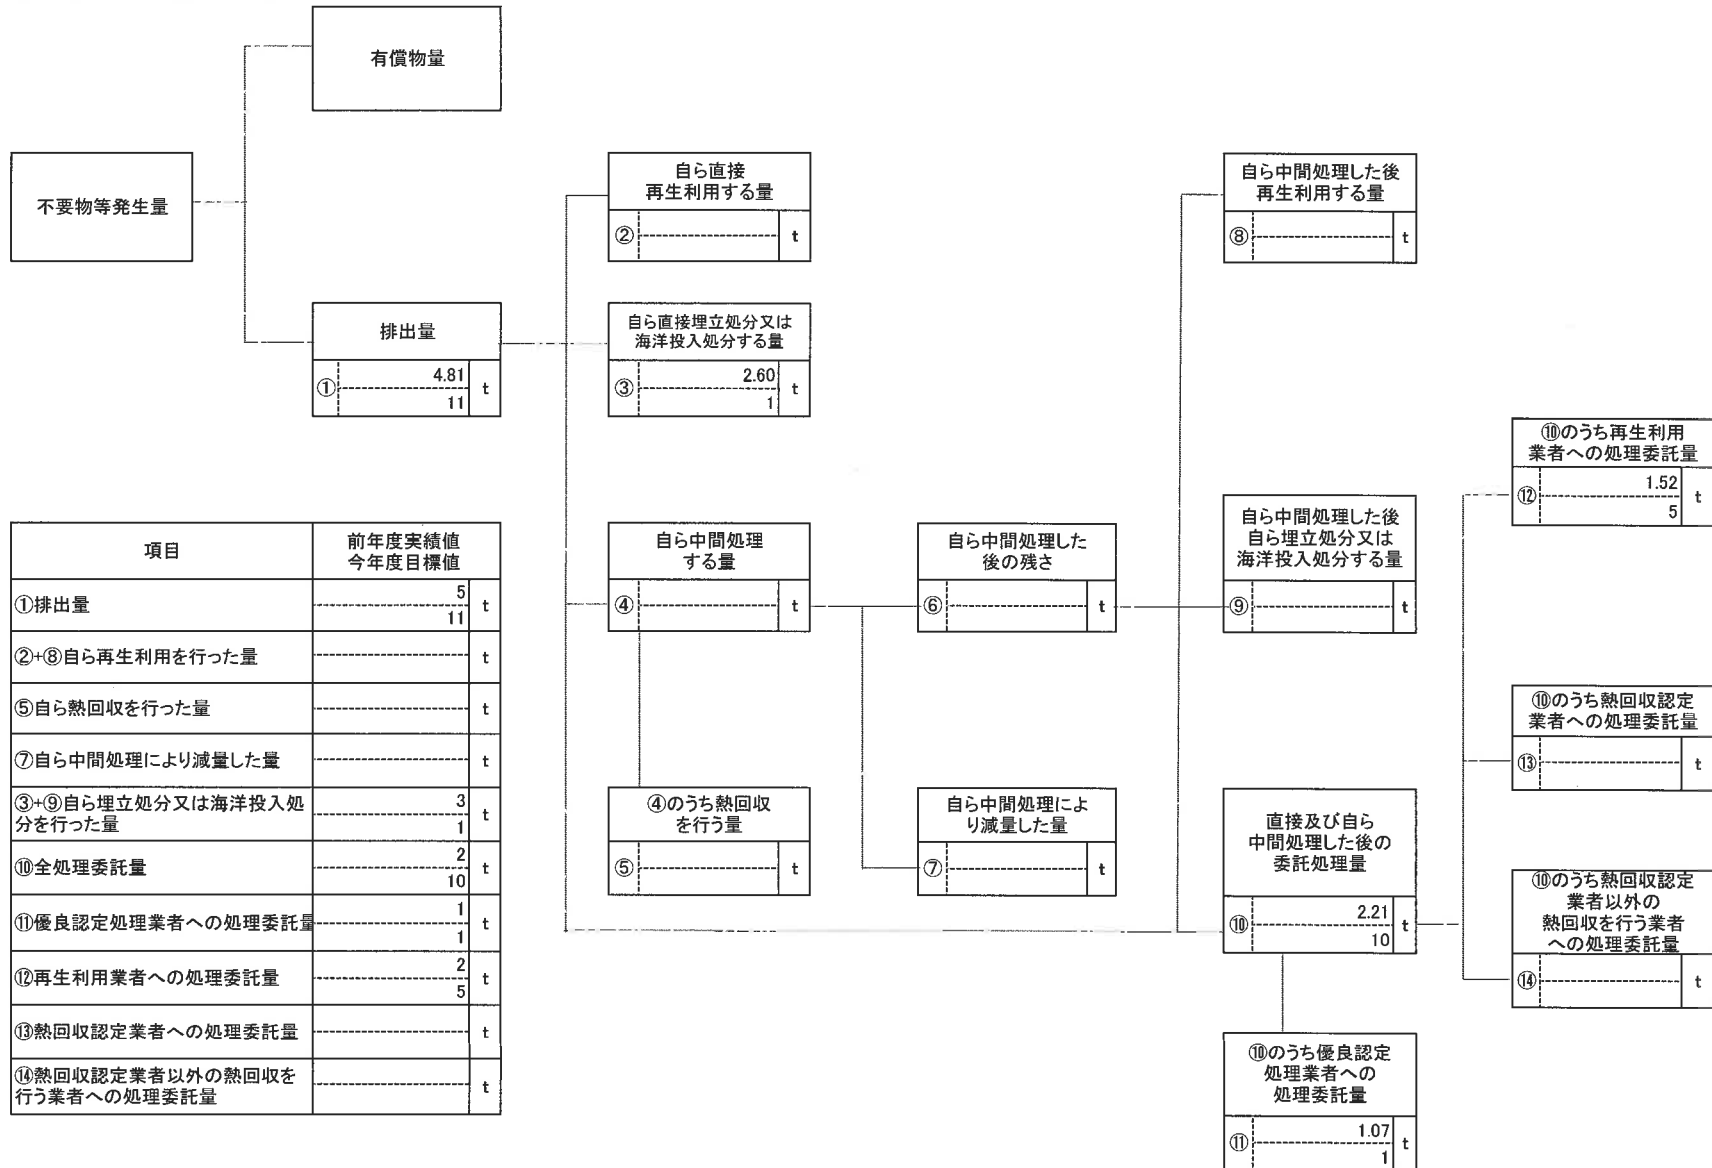 有償物量
不要物等発生量
排出量
①
4.81
11
t
自ら直接
再生利用する量
②
t
自ら直接埋立処分又は
海洋投入処分する量
③
2.60
1
t
自ら中間処理
する量
④
t
④のうち熱回収
を行う量
⑤
t
自ら中間処理した
後の残さ
⑥
t
自ら中間処理によ
り減量した量
⑦
t
自ら中間処理した後
再生利用する量
⑧
t
自ら中間処理した後
自ら埋立処分又は
海洋投入処分する量
⑨
t
直接及び自ら
中間処理した後の
委託処理量
⑩
2.21
10
t
⑩のうち優良認定
処理業者への
処理委託量
⑪
1.07
1
t
⑩のうち再生利用
業者への処理委託量
⑫
1.52
5
t
⑩のうち熱回収認定
業者への処理委託量
⑬
t
⑩のうち熱回収認定
業者以外の
熱回収を行う業者
への処理委託量
⑭
t
項目
前年度実績値
今年度目標値
①排出量
5
11
t
②+⑧自ら再生利用を行った量
t
⑤自ら熱回収を行った量
t
⑦自ら中間処理により減量した量
t
③+⑨自ら埋立処分又は海洋投入処
分を行った量
3
1
t
⑩全処理委託量
2
10
t
⑪優良認定処理業者への処理委託量
1
1
t
⑫再生利用業者への処理委託量
2
5
t
⑬熱回収認定業者への処理委託量
t
⑭熱回収認定業者以外の熱回収を
行う業者への処理委託量
t